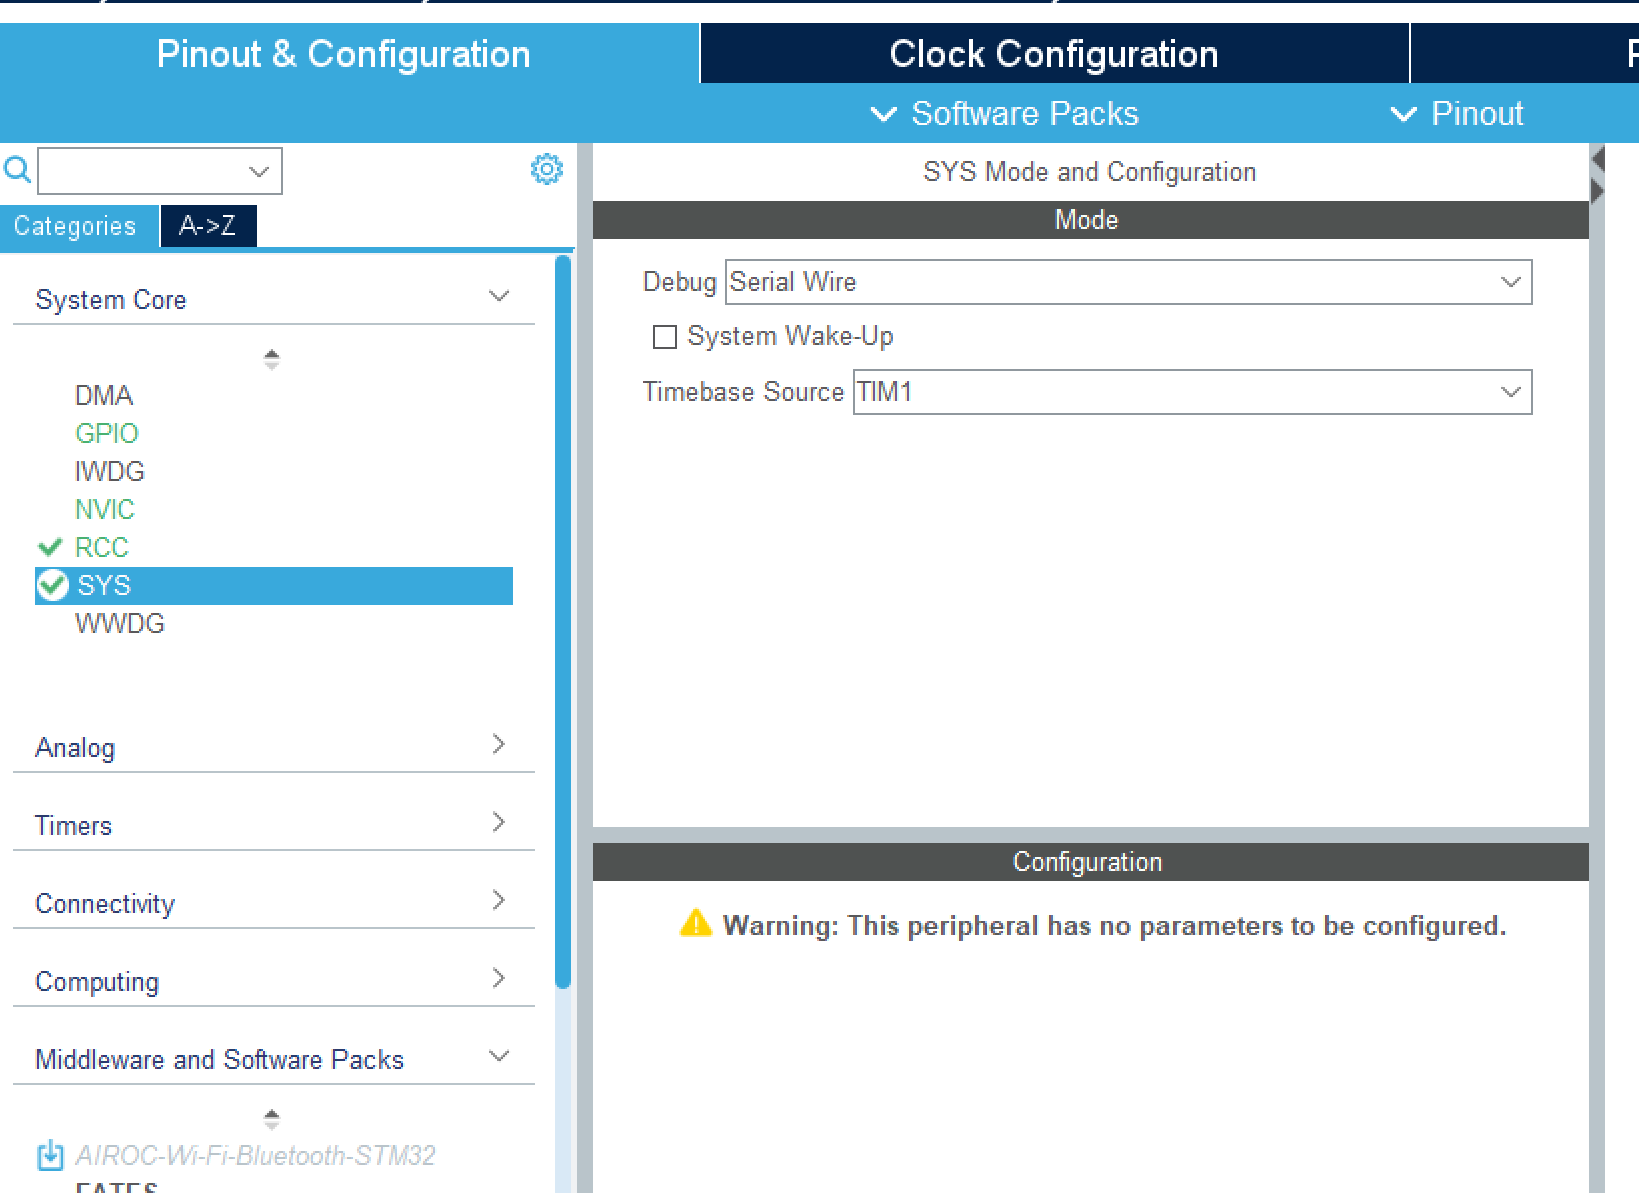 Pinout & Configuration
Clock Configuration
Software Packs
Pinout
Categories
A->Z
System Core
DMA
GPIO
IWDG
NVIC
RCC
SYS
WWDG
Analog
Timers
Connectivity
Computing
Middleware and Software Packs
AIROC-Wi-Fi-Bluetooth-STM32
SYS Mode and Configuration
Mode
Debug Serial Wire
System Wake-Up
Timebase Source TIM1
Configuration
Warning: This peripheral has no parameters to be configured.